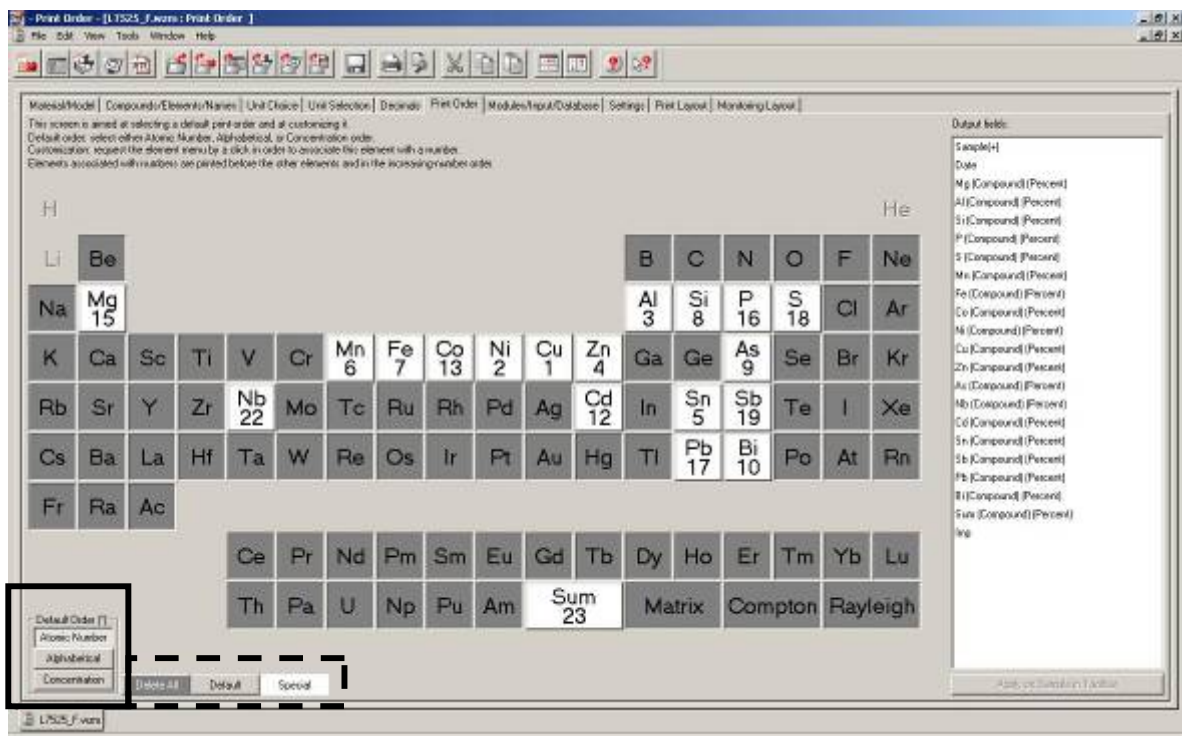 - Print Order - [L7525_F.wzm : Print Order ]
File Edit View Tools Window Help
Material/Model Compounds/Elements/Names Unit Choice Unit Selection Decimals Print Order Modules/Input/Database Settings Print Layout Monitoring Layout
This screen is aimed at selecting a default print order and at customizing it.
Default order: select either Atomic Number, Alphabetical, or Concentration order.
Customization: request the element menu by a click in order to associate this element with a number.
Elements associated with numbers are printed before the other elements and in the increasing number order.
H He
Li Be B C N O F Ne
Na Mg Al Si P S Cl Ar
15 3 8 16 18
K Ca Sc Ti V Cr Mn Fe Co Ni Cu Zn Ga Ge As Se Br Kr
6 7 13 2 1 4 9
Rb Sr Y Zr Nb Mo Tc Ru Rh Pd Ag Cd In Sn Sb Te I Xe
22 12 5 19
Cs Ba La Hf Ta W Re Os Ir Pt Au Hg Tl Pb Bi Po At Rn
17 10
Fr Ra Ac
Ce Pr Nd Pm Sm Eu Gd Tb Dy Ho Er Tm Yb Lu
Th Pa U Np Pu Am Sum Matrix Compton Rayleigh
23
Default Order [*]
Atomic Number
Alphabetical
Concentration
Delete All Default Special
Output fields:
Sample[+]
Date
Mg (Compound) (Percent)
Al (Compound) (Percent)
Si (Compound) (Percent)
P (Compound) (Percent)
S (Compound) (Percent)
Mn (Compound) (Percent)
Fe (Compound) (Percent)
Co (Compound) (Percent)
Ni (Compound) (Percent)
Cu (Compound) (Percent)
Zn (Compound) (Percent)
As (Compound) (Percent)
Nb (Compound) (Percent)
Cd (Compound) (Percent)
Sn (Compound) (Percent)
Sb (Compound) (Percent)
Pb (Compound) (Percent)
Bi (Compound) (Percent)
Sum (Compound) (Percent)